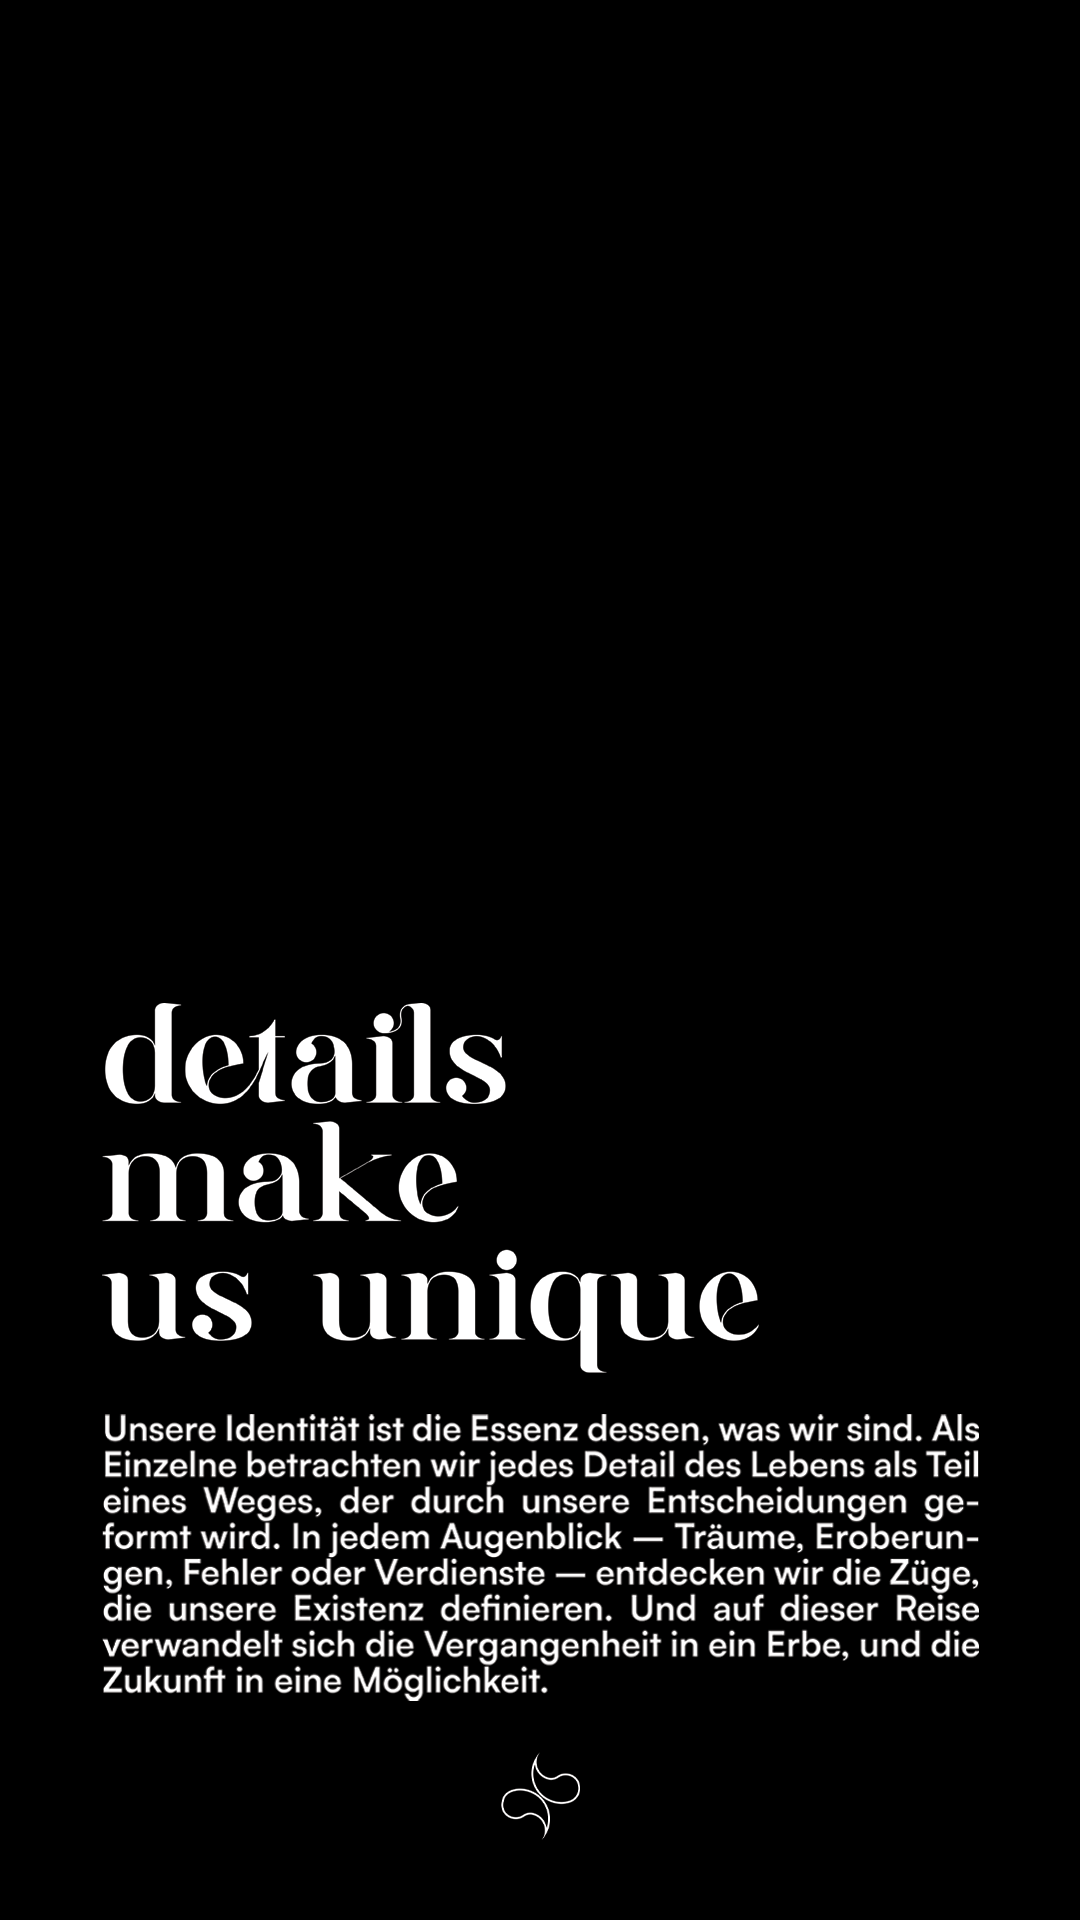 details
make
us unique
Unsere Identität ist die Essenz dessen, was wir sind. Als
Einzelne betrachten wir jedes Detail des Lebens als Teil
eines Weges, der durch unsere Entscheidungen ge-
formt wird. In jedem Augenblick — Träume, Eroberun-
gen, Fehler oder Verdienste — entdecken wir die Züge,
die unsere Existenz definieren. Und auf dieser Reise
verwandelt sich die Vergangenheit in ein Erbe, und die
Zukunft in eine Möglichkeit.